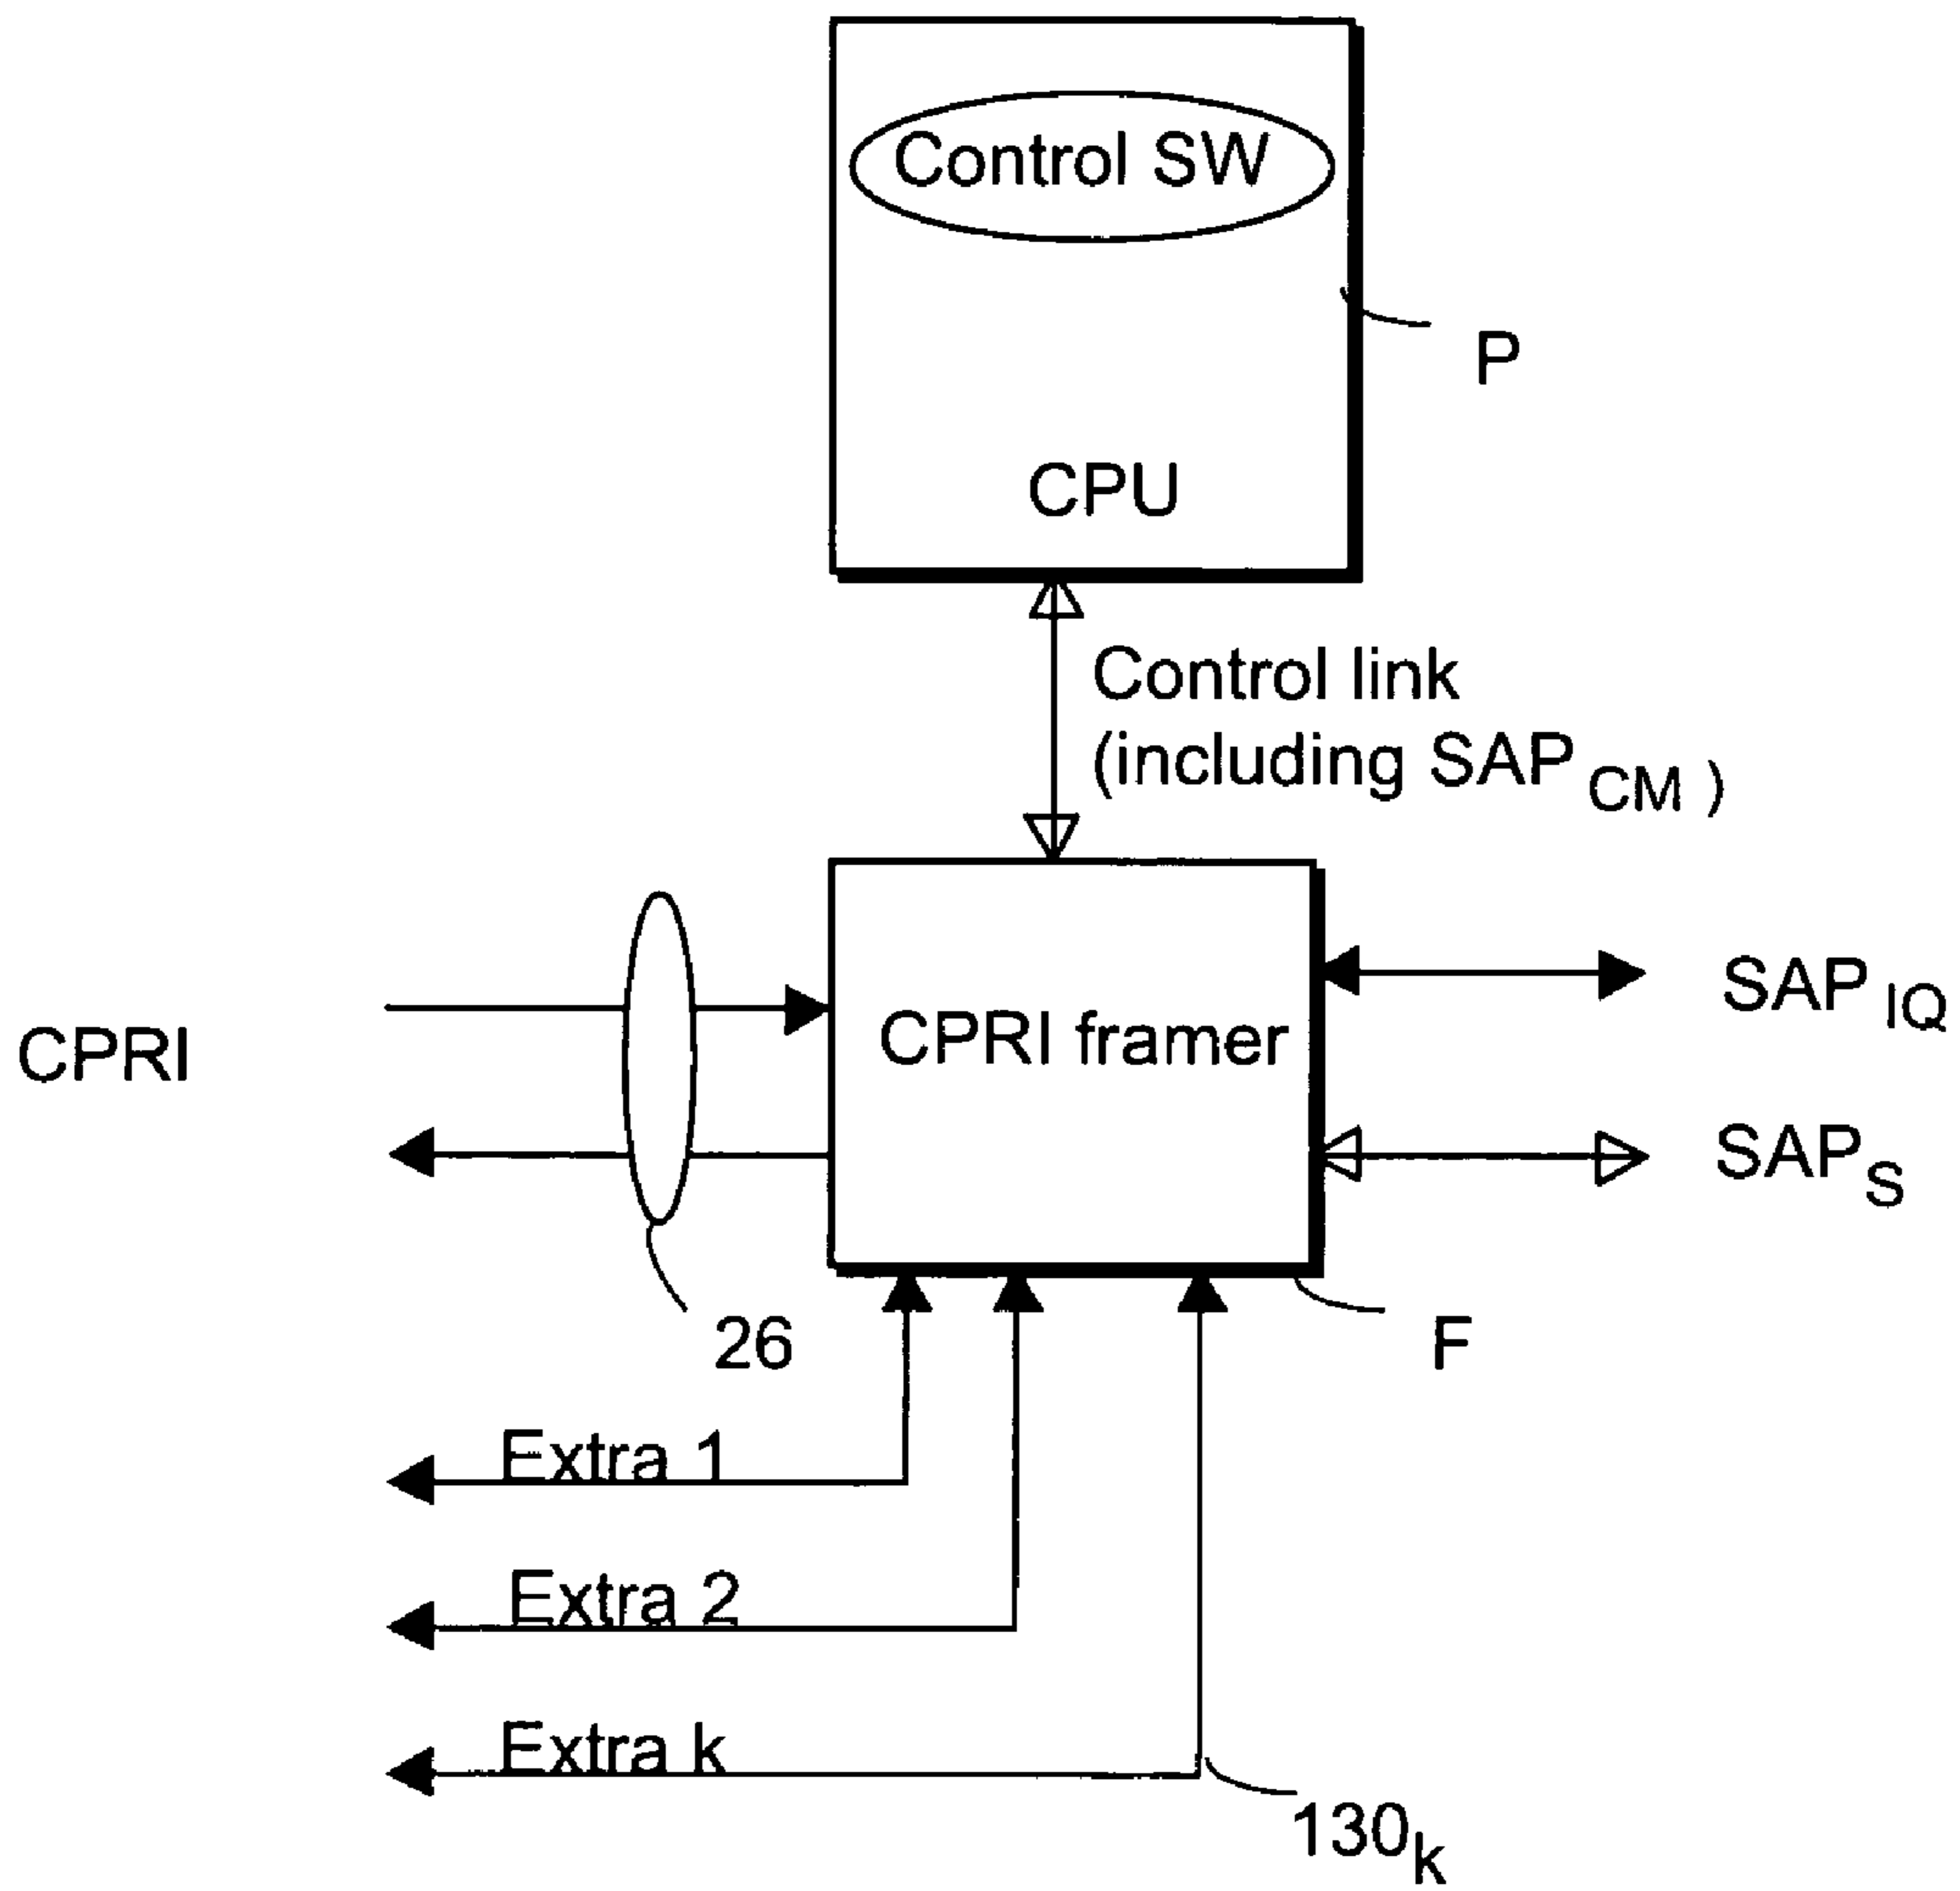 Control SW
P
CPU
Control link
(including SAP CM )
CPRI
CPRI framer
SAP IQ
SAP S
26
F
Extra 1
Extra 2
Extra k
130k